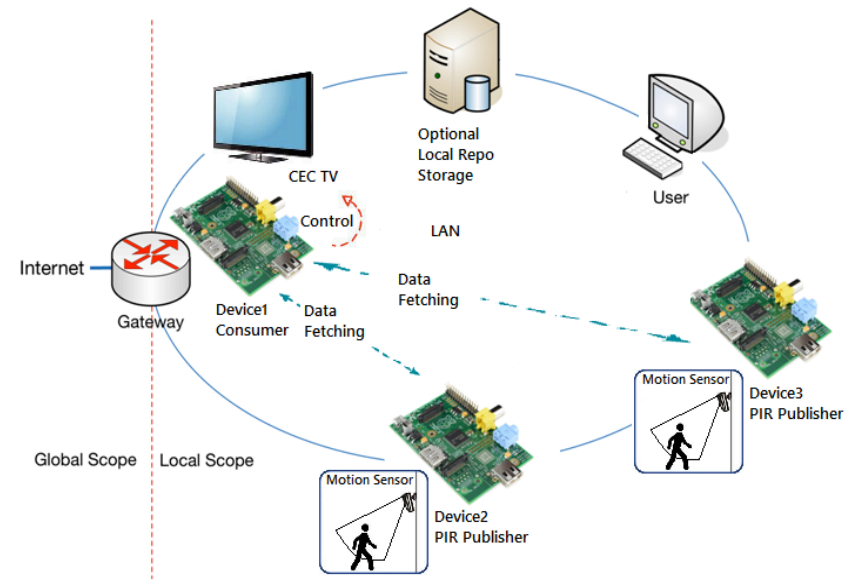 Optional
Local Repo
Storage
CEC TV
User
Control
LAN
Internet
Gateway
Data
Fetching
Device1
Consumer
Data
Fetching
Motion Sensor
Device3
PIR Publisher
Global Scope
Local Scope
Motion Sensor
Device2
PIR Publisher